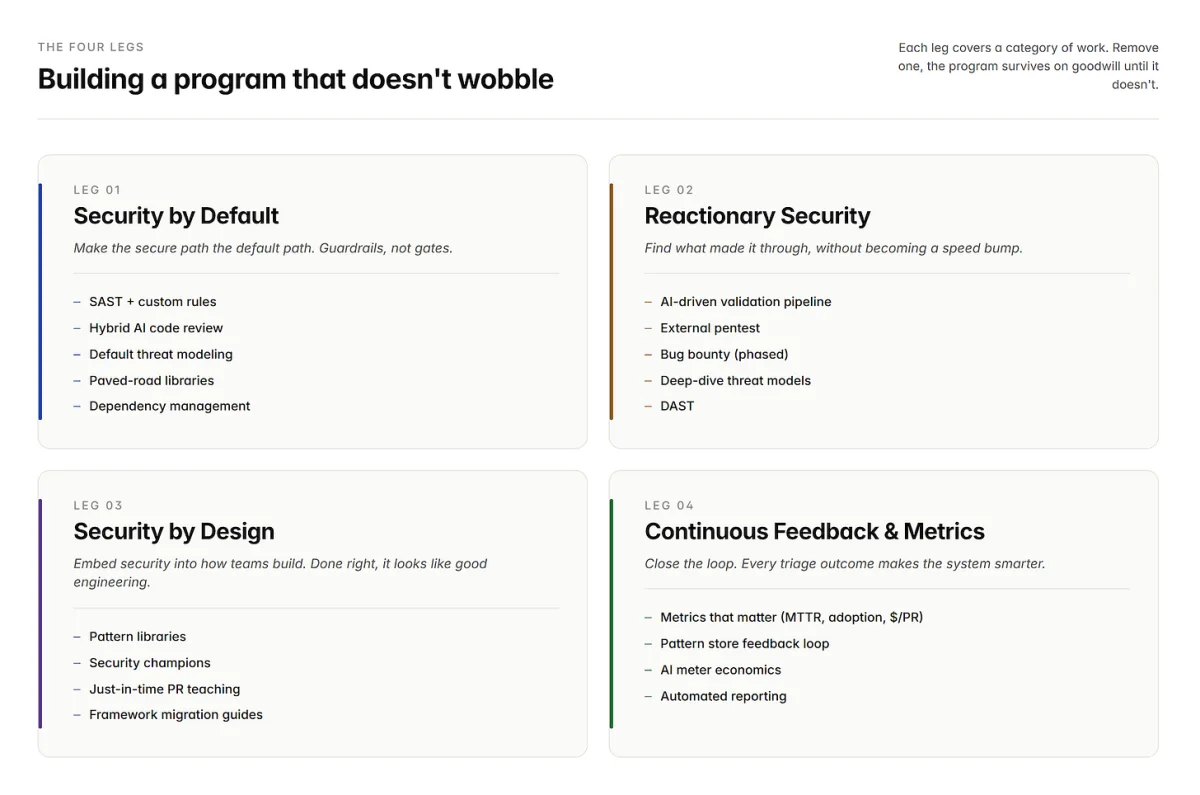 THE FOUR LEGS
Building a program that doesn't wobble
Each leg covers a category of work. Remove
one, the program survives on goodwill until it
doesn't.
LEG 01
Security by Default
Make the secure path the default path. Guardrails, not gates.
– SAST + custom rules
– Hybrid AI code review
– Default threat modeling
– Paved-road libraries
– Dependency management
LEG 02
Reactionary Security
Find what made it through, without becoming a speed bump.
– AI-driven validation pipeline
– External pentest
– Bug bounty (phased)
– Deep-dive threat models
– DAST
LEG 03
Security by Design
Embed security into how teams build. Done right, it looks like good
engineering.
– Pattern libraries
– Security champions
– Just-in-time PR teaching
– Framework migration guides
LEG 04
Continuous Feedback & Metrics
Close the loop. Every triage outcome makes the system smarter.
– Metrics that matter (MTTR, adoption, $/PR)
– Pattern store feedback loop
– AI meter economics
– Automated reporting